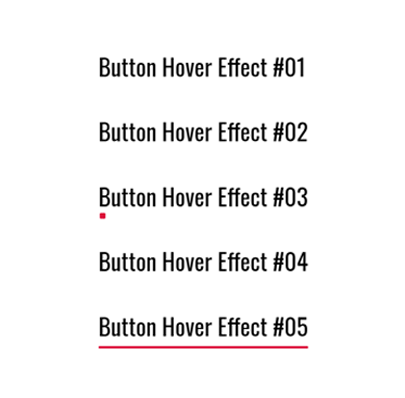 Button Hover Effect #01
Button Hover Effect #02
Button Hover Effect #03
Button Hover Effect #04
Button Hover Effect #05